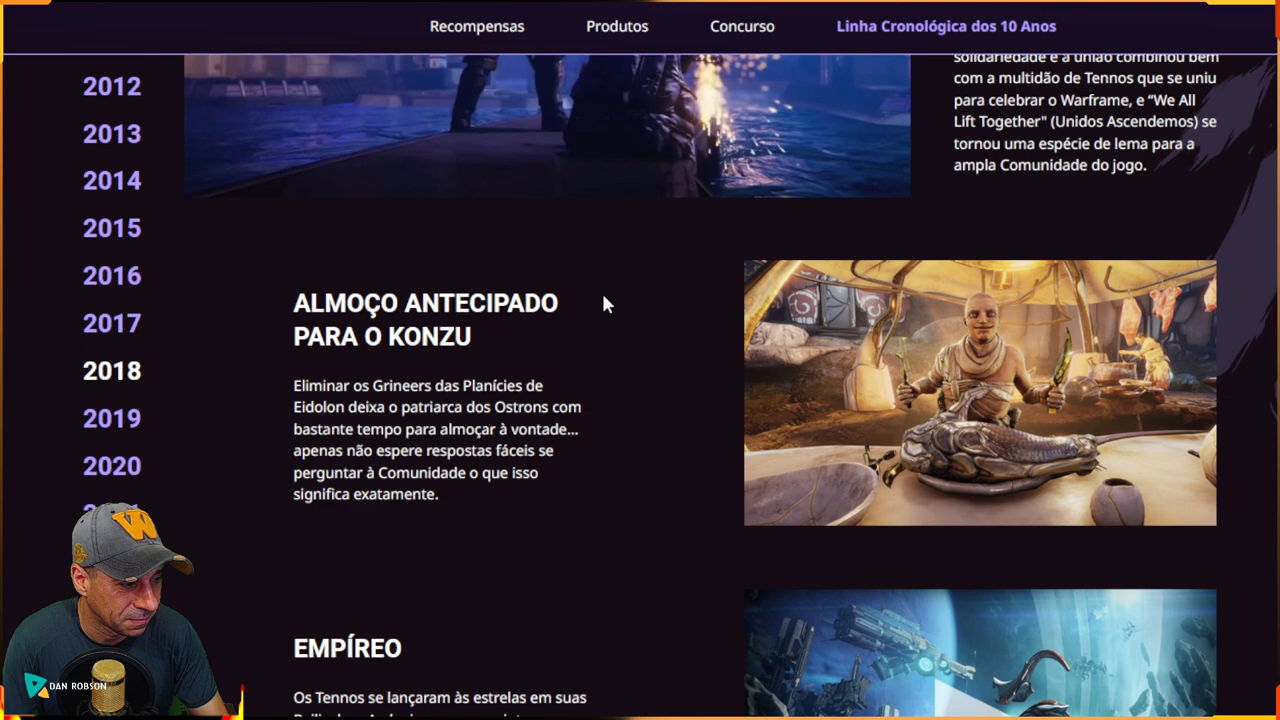 Recompensas
Produtos
Concurso
Linha Cronológica dos 10 Anos
2012
2013
2014
2015
2016
2017
2018
2019
2020
solidariedade e a união combinou bem
com a multidão de Tennos que se uniu
para celebrar o Warframe, e “We All
Lift Together" (Unidos Ascendemos) se
tornou uma espécie de lema para a
ampla Comunidade do jogo.
ALMOÇO ANTECIPADO
PARA O KONZU
Eliminar os Grineers das Planícies de
Eidolon deixa o patriarca dos Ostrons com
bastante tempo para almoçar à vontade...
apenas não espere respostas fáceis se
perguntar à Comunidade o que isso
significa exatamente.
EMPÍREO
Os Tennos se lançaram às estrelas em suas
W
DAN ROBSON